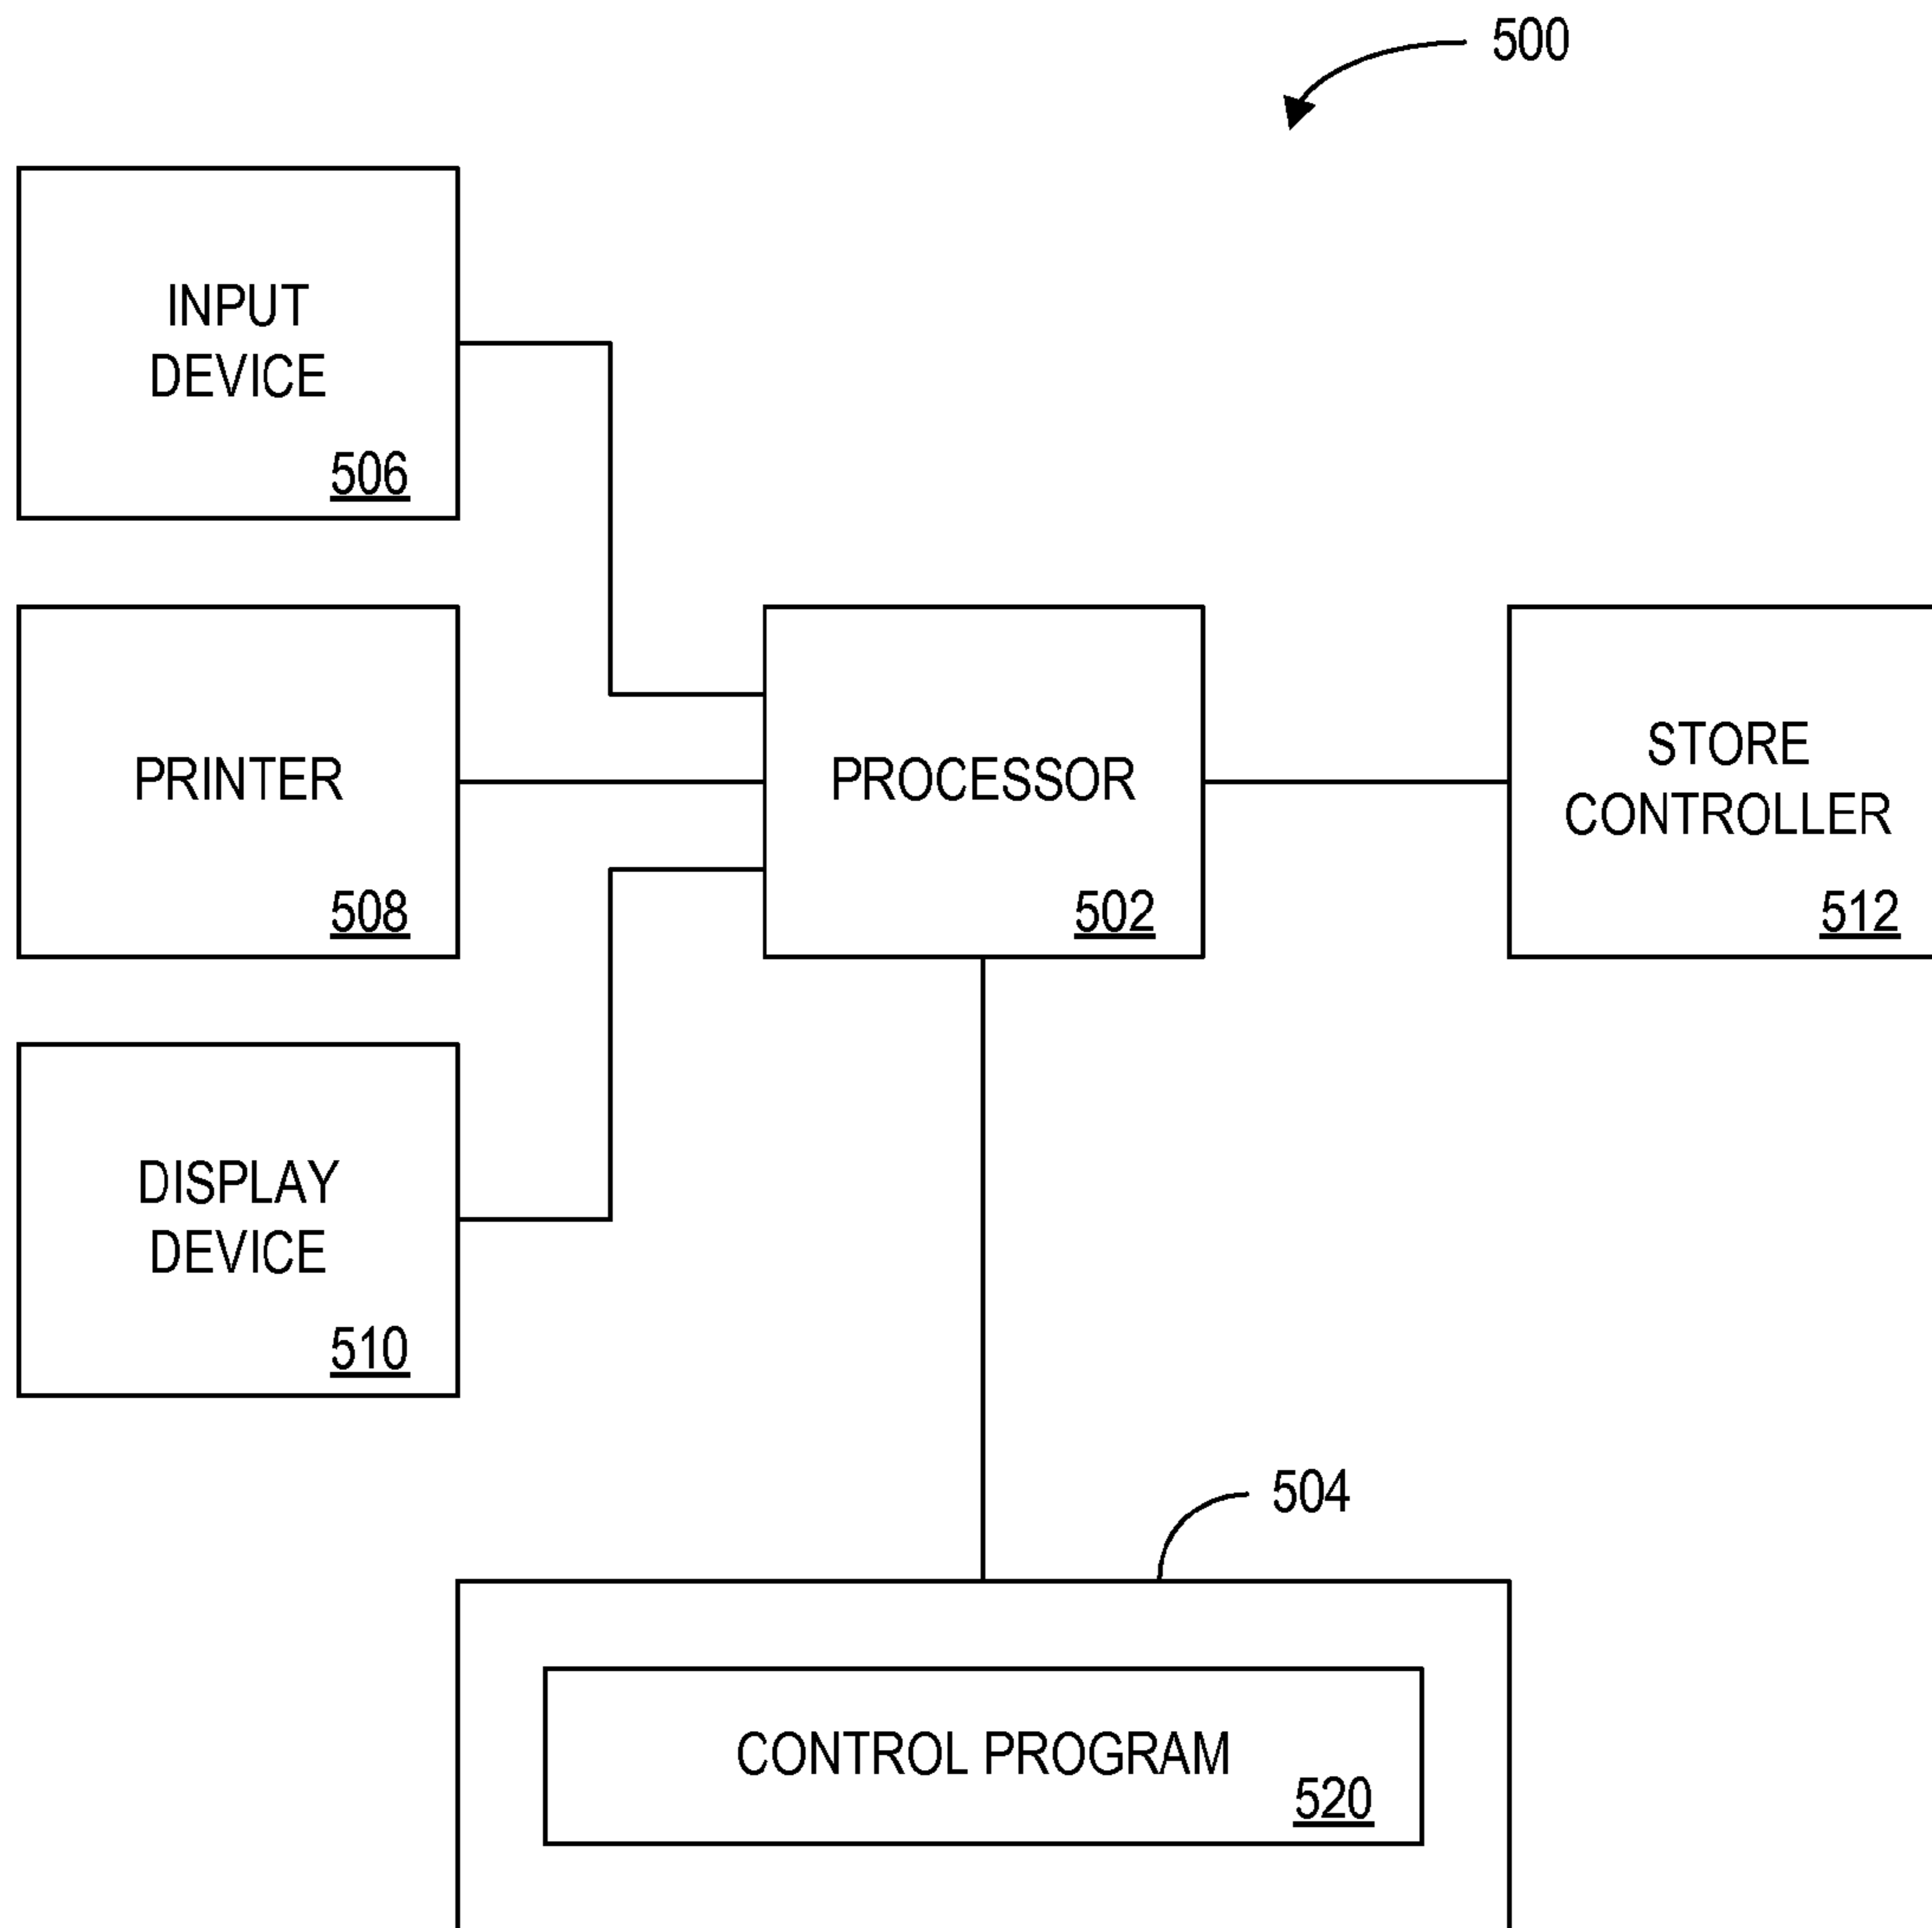 500
INPUT
DEVICE
506
PRINTER
508
PROCESSOR
502
STORE
CONTROLLER
512
DISPLAY
DEVICE
510
504
CONTROL PROGRAM
520